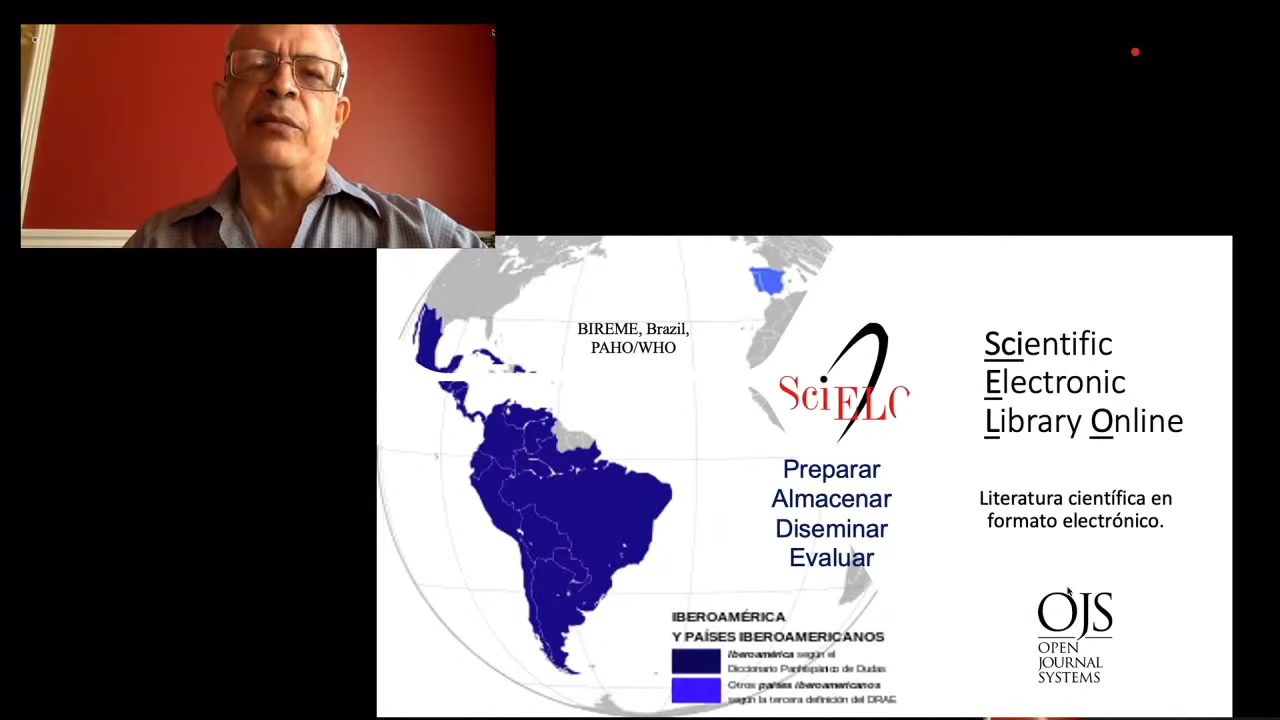 BIREME, Brazil,
PAHO/WHO
SciELO
Preparar
Almacenar
Diseminar
Evaluar
Scientific
Electronic
Library Online
Literatura científica en
formato electrónico.
OJS
OPEN
JOURNAL
SYSTEMS
IBEROAMÉRICA
Y PAÍSES IBEROAMERICANOS
Iberoamérica según el
Diccionario Panhispánico de Dudas
Otros países iberoamericanos
según la tercera definición del DRAE